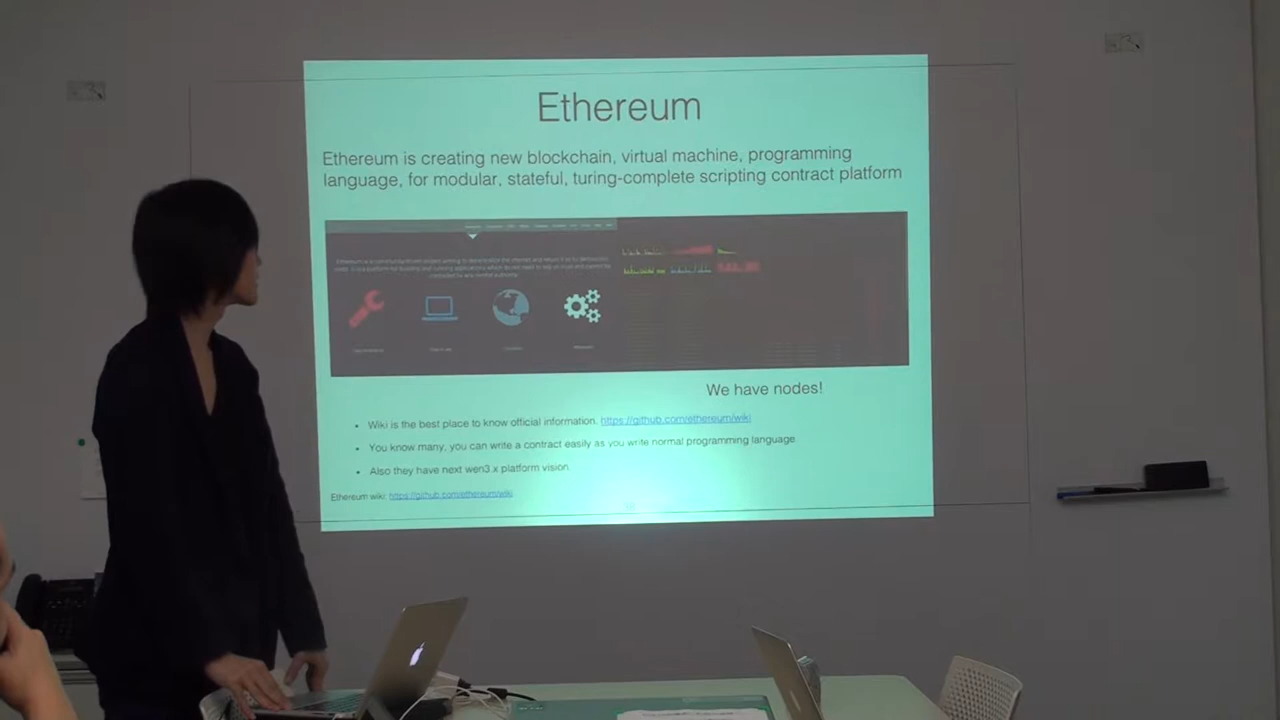 Ethereum
Ethereum is creating new blockchain, virtual machine, programming
language, for modular, stateful, turing-complete scripting contract platform
We have nodes!
Wiki is the best place to know official information. https://github.com/ethereum/wiki
You know many, you can write a contract easily as you write normal programming language.
Also they have next wen3 x platform vision.
Ethereum wiki: https://github.com/ethereum/wiki